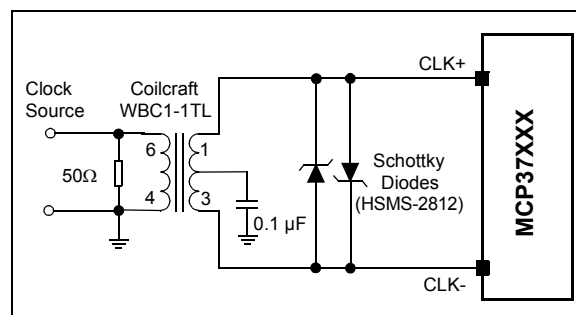 Clock
Source
Coilcraft
WBC1-1TL
50Ω
6
4
1
3
0.1 µF
Schottky
Diodes
(HSMS-2812)
CLK+
CLK-
MCP37XXX